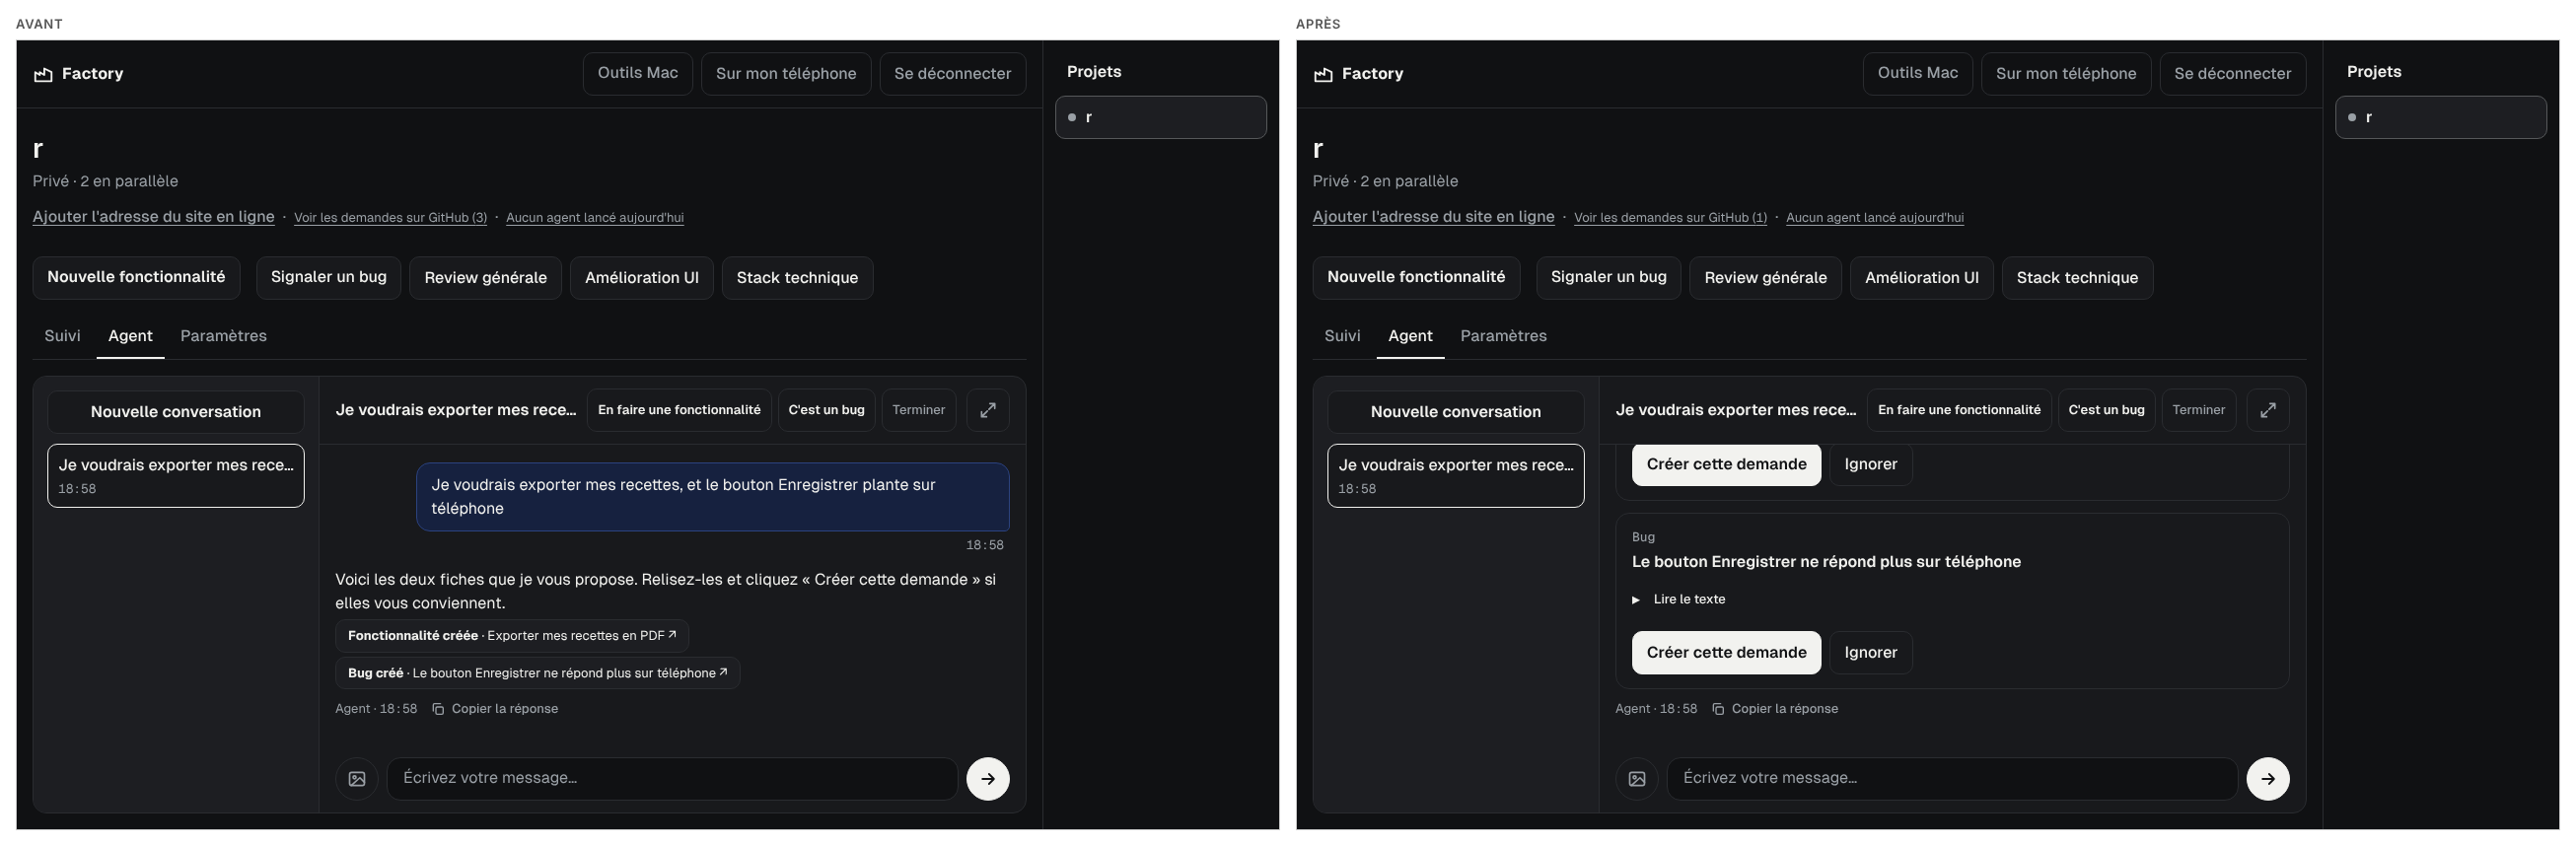 AVANT
Factory
Outils Mac
Sur mon téléphone
Se déconnecter
Projets
r
r
Privé · 2 en parallèle
Ajouter l'adresse du site en ligne · Voir les demandes sur GitHub (3) · Aucun agent lancé aujourd'hui
Nouvelle fonctionnalité
Signaler un bug
Review générale
Amélioration UI
Stack technique
Suivi
Agent
Paramètres
Nouvelle conversation
Je voudrais exporter mes rece...
18:58
Je voudrais exporter mes rece...
En faire une fonctionnalité
C'est un bug
Terminer
Je voudrais exporter mes recettes, et le bouton Enregistrer plante sur
téléphone
18:58
Voici les deux fiches que je vous propose. Relisez-les et cliquez « Créer cette demande » si
elles vous conviennent.
Fonctionnalité créée · Exporter mes recettes en PDF ↗
Bug créé · Le bouton Enregistrer ne répond plus sur téléphone ↗
Agent · 18:58 Copier la réponse
Écrivez votre message...
APRÈS
Factory
Outils Mac
Sur mon téléphone
Se déconnecter
Projets
r
r
Privé · 2 en parallèle
Ajouter l'adresse du site en ligne · Voir les demandes sur GitHub (1) · Aucun agent lancé aujourd'hui
Nouvelle fonctionnalité
Signaler un bug
Review générale
Amélioration UI
Stack technique
Suivi
Agent
Paramètres
Nouvelle conversation
Je voudrais exporter mes rece...
18:58
Je voudrais exporter mes rece...
En faire une fonctionnalité
C'est un bug
Terminer
Créer cette demande
Ignorer
Bug
Le bouton Enregistrer ne répond plus sur téléphone
▶ Lire le texte
Créer cette demande
Ignorer
Agent · 18:58 Copier la réponse
Écrivez votre message...